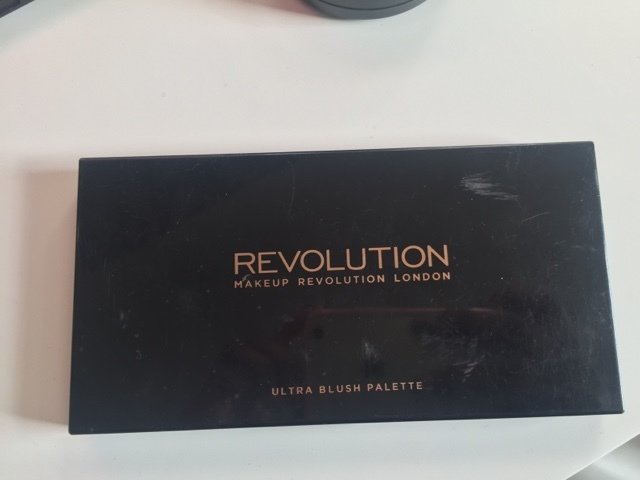 REVOLUTION
MAKEUP REVOLUTION LONDON
ULTRA BLUSH PALETTE